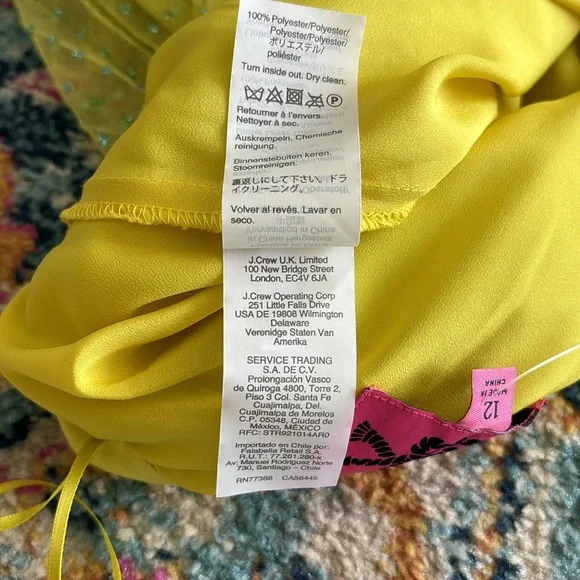 100% Polyester/Polyester/
Polyester/Polyester/
ポリエステル/
poliéster
Turn inside out. Dry clean.
P
Retourner à l'envers.
Nettoyer à sec.
Auskrempeln. Chemische
reinigung.
Binnenstebuiten keren.
Stoomreinigen.
裏返しにして下さい。ドラ
イクリーニング。
Volver al revés. Lavar en
seco.
J.Crew U.K. Limited
100 New Bridge Street
London, EC4V 6JA
J.Crew Operating Corp
251 Little Falls Drive
USA DE 19808 Wilmington
Delaware
Verenidge Staten Van
Amerika
SERVICE TRADING
S.A. DE C.V.
Prolongación Vasco
de Quiroga 4800, Torre 2,
Piso 3 Col. Santa Fe
Cuajimalpa, Del.
Cuajimalpa de Morelos
C.P. 05348, Ciudad de
México, México
RFC: STR921014AR0
Importado en Chile por:
Falabella Retail S.A.
R.U.T: 77.261.280-k
Av: Manuel Rodriguez Norte
730, Santiago - Chile
RN77388 CA58445
12
MADE IN
CHINA